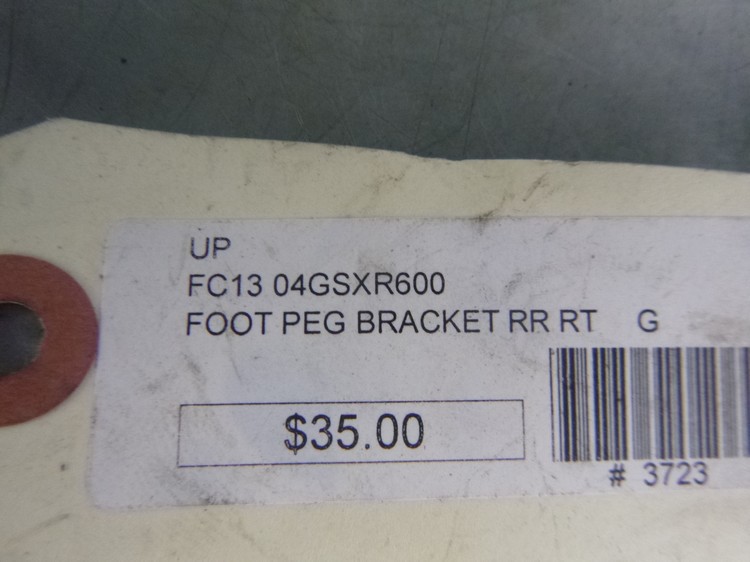 UP
FC13 04GSXR600
FOOT PEG BRACKET RR RT G
$35.00
# 3723